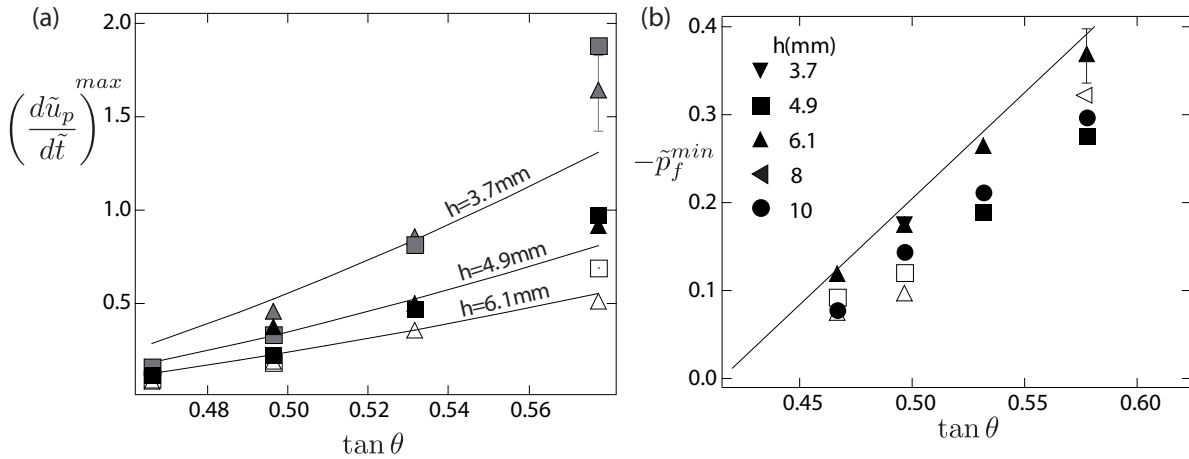 (a)
2.0
1.5
1.0
0.5
(dũ_p/dt̃)^max
h=3.7mm
h=4.9mm
h=6.1mm
0.48 0.50 0.52 0.54 0.56
tan θ
(b)
0.4
0.3
0.2
0.1
0.0
−p̃_f^min
h(mm)
3.7
4.9
6.1
8
10
0.45 0.50 0.55 0.60
tan θ